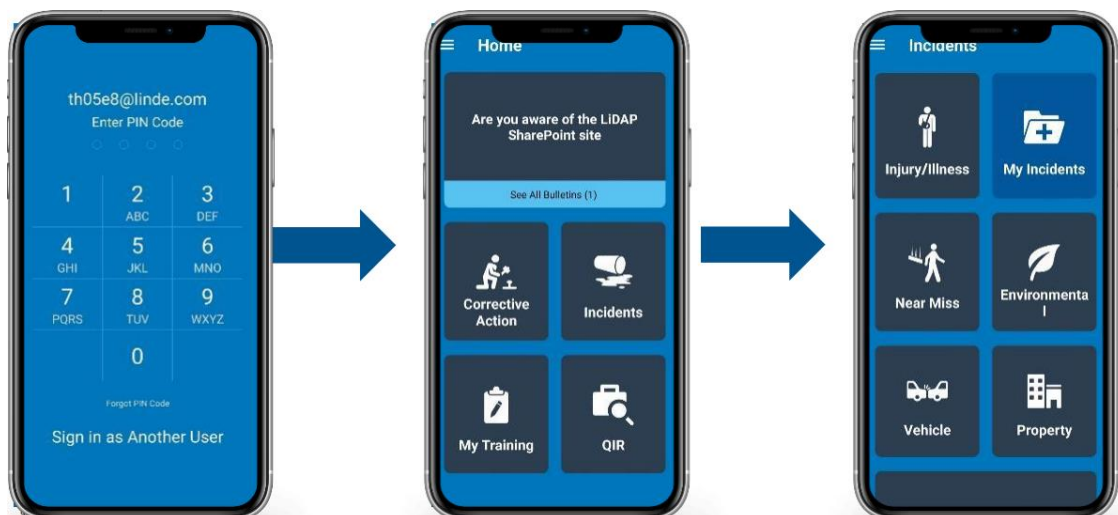 th05e8@linde.com
Enter PIN Code
1
2
3
ABC
DEF
4
5
6
GHI
JKL
MNO
7
8
9
PQRS
TUV
WXYZ
0
Forgot PIN Code
Sign in as Another User
Home
Are you aware of the LiDAP
SharePoint site
See All Bulletins (1)
Corrective
Action
Incidents
My Training
QIR
Incidents
Injury/Illness
My Incidents
Near Miss
Environmenta
l
Vehicle
Property